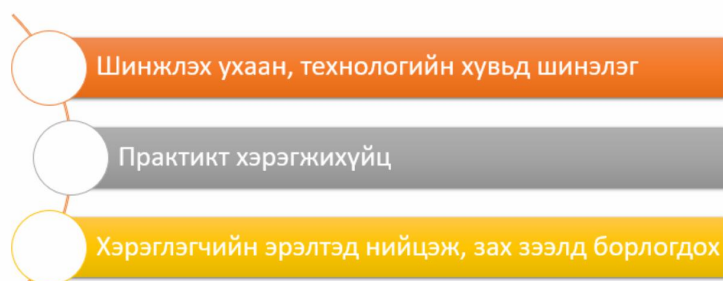 Шинжлэх ухаан, технологийн хувьд шинэлэг
Практикт хэрэгжихүйц
Хэрэглэгчийн эрэлтэд нийцэж, зах зээлд борлогдох